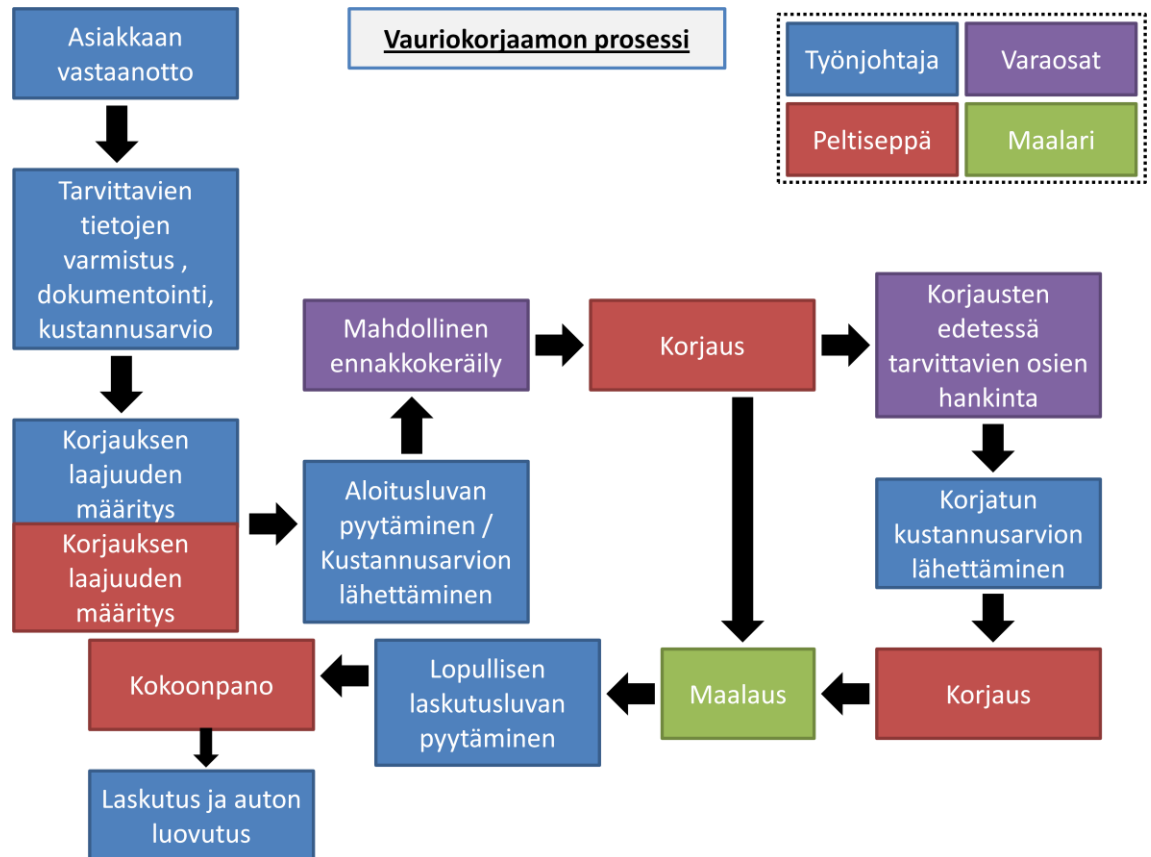 Asiakkaan
vastaanotto
Vauriokorjaamon prosessi
Työnjohtaja
Varaosat
Peltiseppä
Maalari
Tarvittavien
tietojen
varmistus ,
dokumentointi,
kustannusarvio
Korjauksen
laajuuden
määritys
Korjauksen
laajuuden
määritys
Aloitusluvan
pyytäminen /
Kustannusarvion
lähettäminen
Mahdollinen
ennakkokeräily
Korjaus
Korjausten
edetessä
tarvittavien osien
hankinta
Korjatun
kustannusarvion
lähettäminen
Korjaus
Maalaus
Lopullisen
laskutusluvan
pyytäminen
Kokoonpano
Laskutus ja auton
luovutus